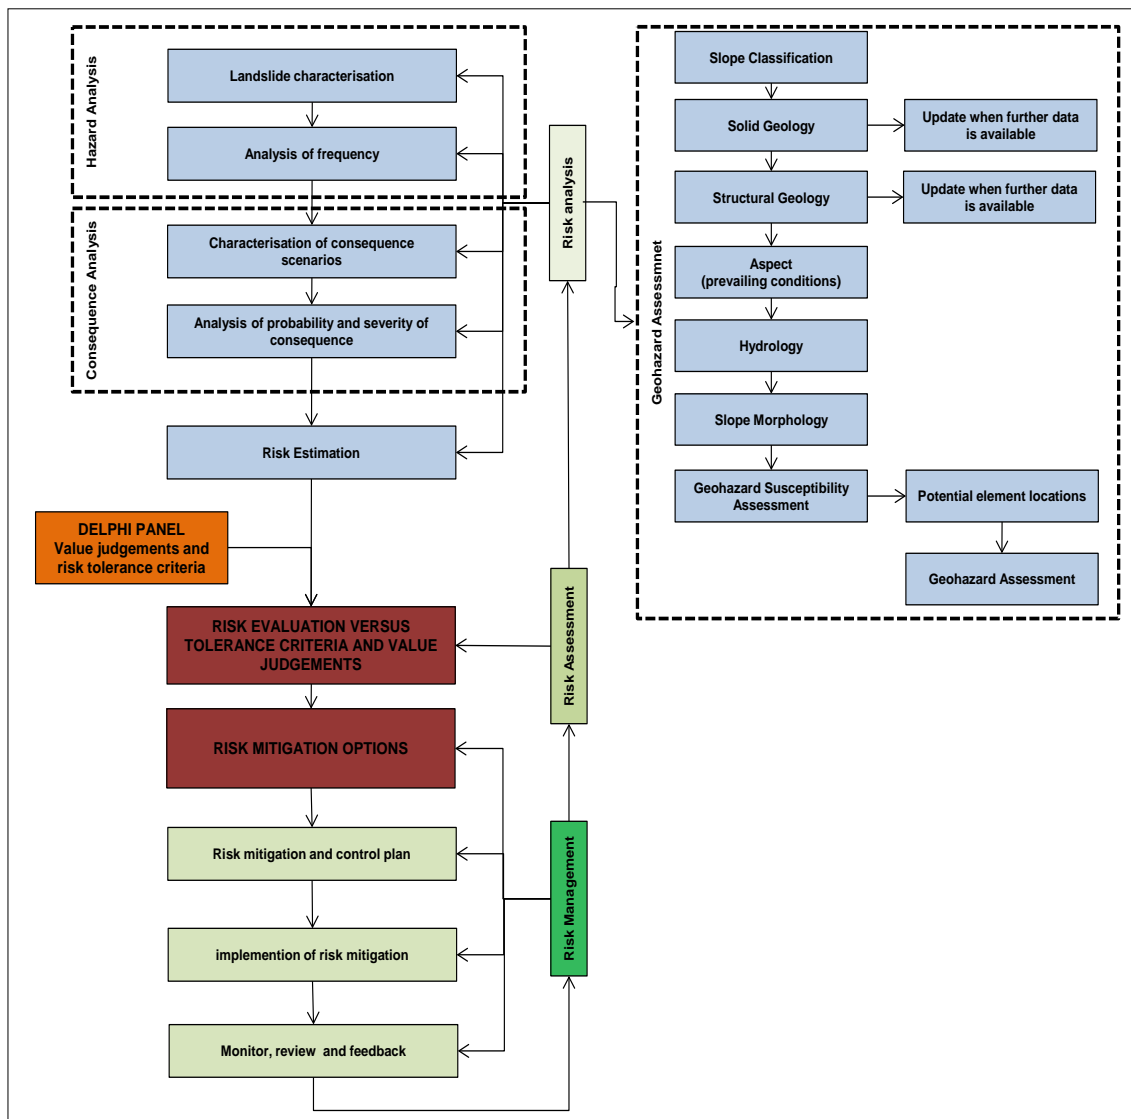 Hazard Analysis
Landslide characterisation
Analysis of frequency
Consequence Analysis
Characterisation of consequence
scenarios
Analysis of probability and severity of
consequence
Risk Estimation
DELPHI PANEL
Value judgements and
risk tolerance criteria
RISK EVALUATION VERSUS
TOLERANCE CRITERIA AND VALUE
JUDGEMENTS
RISK MITIGATION OPTIONS
Risk mitigation and control plan
implemention of risk mitigation
Monitor, review and feedback
Risk analysis
Risk Assessment
Risk Management
Geohazard Assessmnet
Slope Classification
Solid Geology
Update when further data
is available
Structural Geology
Update when further data
is available
Aspect
(prevailing conditions)
Hydrology
Slope Morphology
Geohazard Susceptibility
Assessment
Potential element locations
Geohazard Assessment